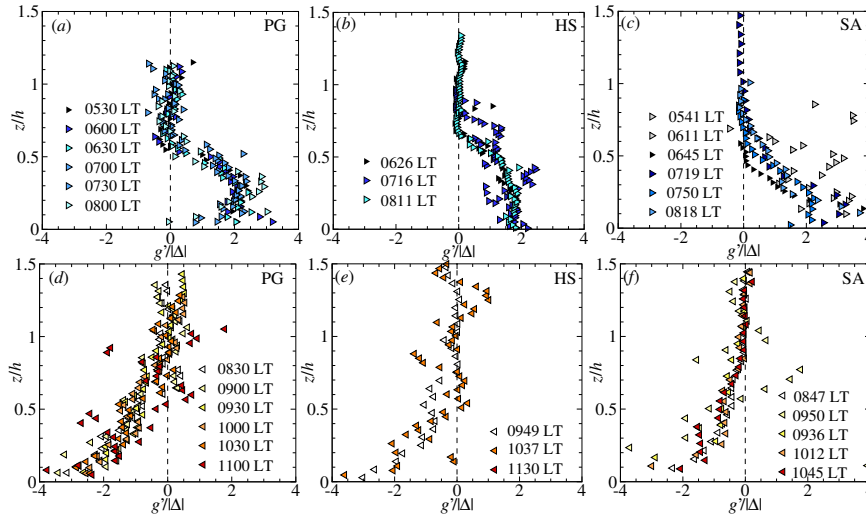 (a) PG
0530 LT
0600 LT
0630 LT
0700 LT
0730 LT
0800 LT
z/h
1.5
1
0.5
0
-4 -2 0 2 4
g'/|Δ|
(b) HS
0626 LT
0716 LT
0811 LT
z/h
1.5
1
0.5
0
-4 -2 0 2 4
g'/|Δ|
(c) SA
0541 LT
0611 LT
0645 LT
0719 LT
0750 LT
0818 LT
z/h
1.5
1
0.5
0
-4 -2 0 2 4
g'/|Δ|
(d) PG
0830 LT
0900 LT
0930 LT
1000 LT
1030 LT
1100 LT
z/h
1.5
1
0.5
0
-4 -2 0 2 4
g'/|Δ|
(e) HS
0949 LT
1037 LT
1130 LT
z/h
1.5
1
0.5
0
-4 -2 0 2 4
g'/|Δ|
(f) SA
0847 LT
0950 LT
0936 LT
1012 LT
1045 LT
z/h
1.5
1
0.5
0
-4 -2 0 2 4
g'/|Δ|